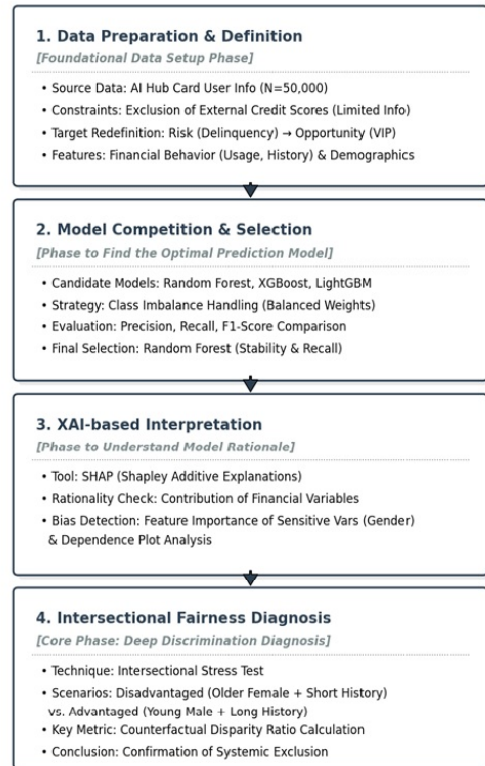 1. Data Preparation & Definition
[Foundational Data Setup Phase]
• Source Data: AI Hub Card User Info (N=50,000)
• Constraints: Exclusion of External Credit Scores (Limited Info)
• Target Redefinition: Risk (Delinquency) → Opportunity (VIP)
• Features: Financial Behavior (Usage, History) & Demographics
2. Model Competition & Selection
[Phase to Find the Optimal Prediction Model]
• Candidate Models: Random Forest, XGBoost, LightGBM
• Strategy: Class Imbalance Handling (Balanced Weights)
• Evaluation: Precision, Recall, F1-Score Comparison
• Final Selection: Random Forest (Stability & Recall)
3. XAI-based Interpretation
[Phase to Understand Model Rationale]
• Tool: SHAP (Shapley Additive Explanations)
• Rationality Check: Contribution of Financial Variables
• Bias Detection: Feature Importance of Sensitive Vars (Gender)
& Dependence Plot Analysis
4. Intersectional Fairness Diagnosis
[Core Phase: Deep Discrimination Diagnosis]
• Technique: Intersectional Stress Test
• Scenarios: Disadvantaged (Older Female + Short History)
vs. Advantaged (Young Male + Long History)
• Key Metric: Counterfactual Disparity Ratio Calculation
• Conclusion: Confirmation of Systemic Exclusion